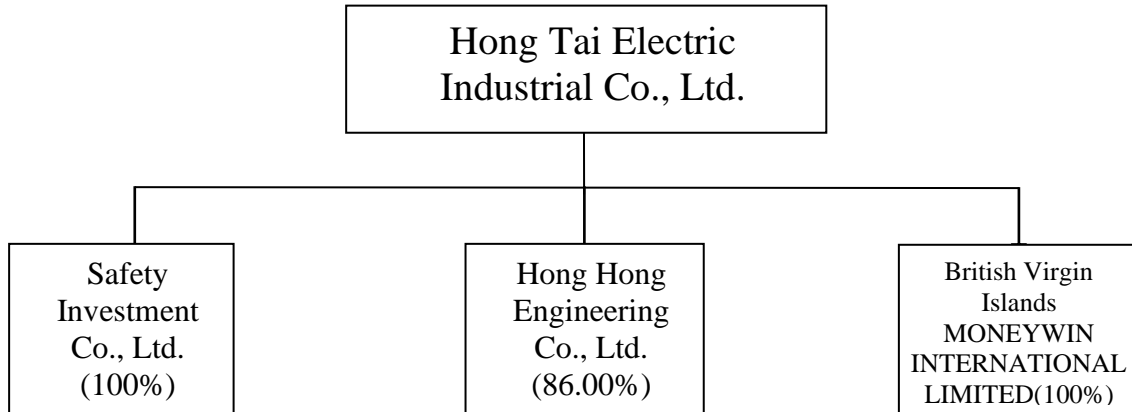 Hong Tai Electric
Industrial Co., Ltd.
Safety
Investment
Co., Ltd.
(100%)
Hong Hong
Engineering
Co., Ltd.
(86.00%)
British Virgin
Islands
MONEYWIN
INTERNATIONAL
LIMITED(100%)